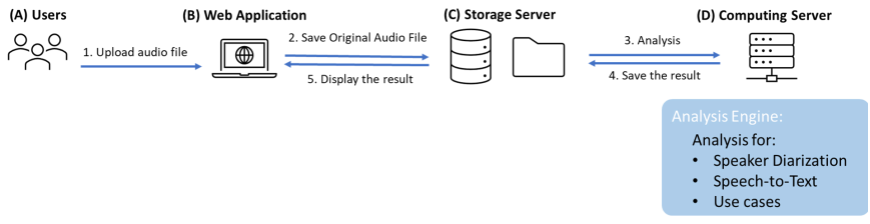 (A) Users
(B) Web Application
(C) Storage Server
(D) Computing Server
1. Upload audio file
2. Save Original Audio File
5. Display the result
3. Analysis
4. Save the result
Analysis Engine:
Analysis for:
• Speaker Diarization
• Speech-to-Text
• Use cases